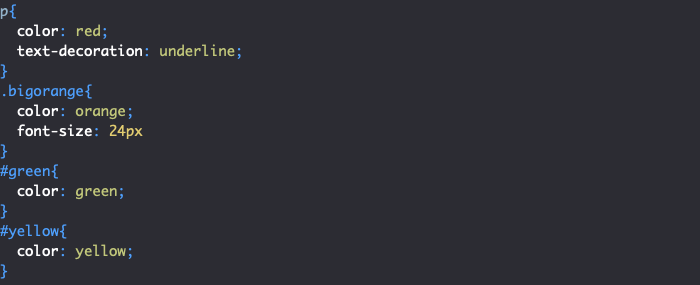 p{
  color: red;
  text-decoration: underline;
}
.bigorange{
  color: orange;
  font-size: 24px
}
#green{
  color: green;
}
#yellow{
  color: yellow;
}